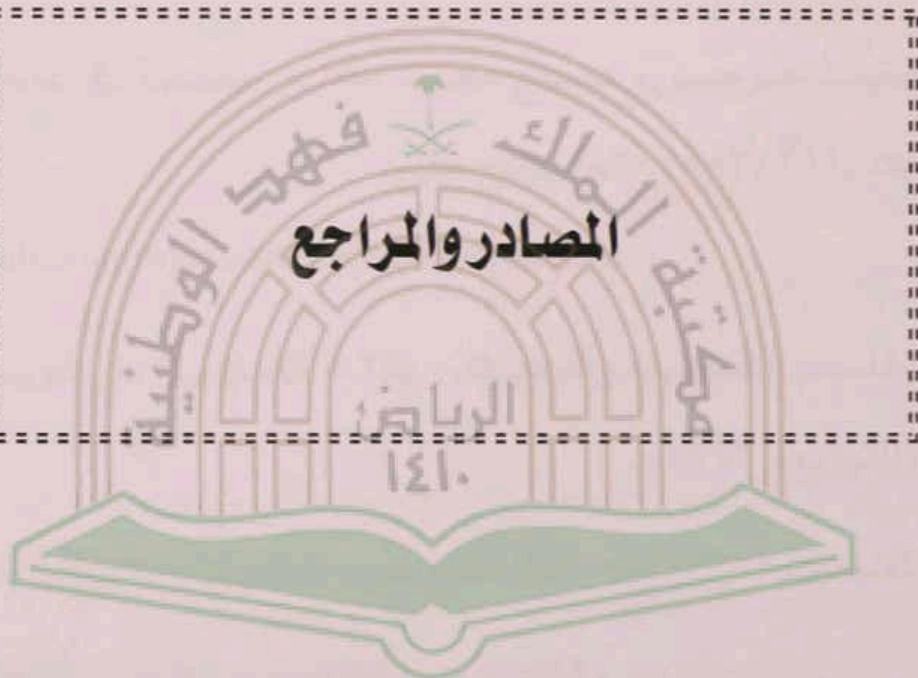 مكتبة الملك فهد الوطنية
المصادر والمراجع
الرياض
١٤١٠